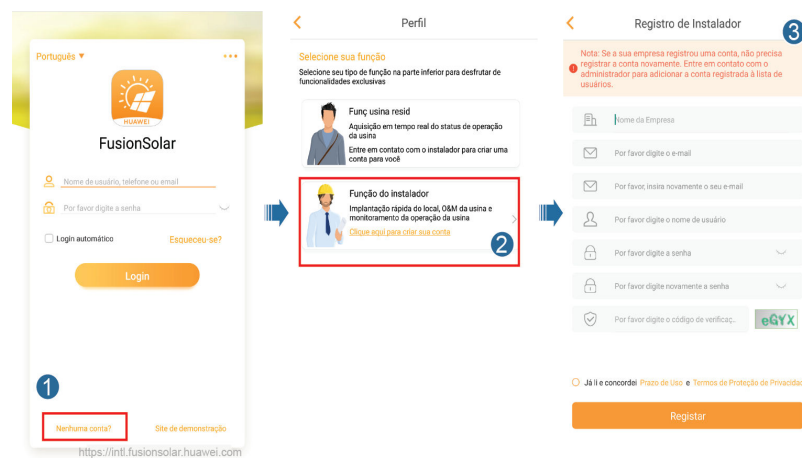 Português ▼
HUAWEI
FusionSolar
Nome de usuário, telefone ou email
Por favor digite a senha
Login automático
Esqueceu-se?
Login
1
Nenhuma conta?
Site de demonstração
https://intl.fusionsolar.huawei.com
Perfil
Selecione sua função
Selecione seu tipo de função na parte inferior para desfrutar de
funcionalidades exclusivas
Funç usina resid
Aquisição em tempo real do status de operação
da usina
Entre em contato com o instalador para criar uma
conta para você
Função do instalador
Implantação rápida do local, O&M da usina e
monitoramento da operação da usina
Clique aqui para criar sua conta
2
Registro de Instalador
3
Nota: Se a sua empresa registrou uma conta, não precisa
registrar a conta novamente. Entre em contato com o
administrador para adicionar a conta registrada à lista de
usuários.
Nome da Empresa
Por favor digite o e-mail
Por favor, insira novamente o seu e-mail
Por favor digite o nome de usuário
Por favor digite a senha
Por favor digite novamente a senha
Por favor digite o código de verificaç..
eGYX
Já li e concordei Prazo de Uso e Termos de Proteção de Privacidad
Registar